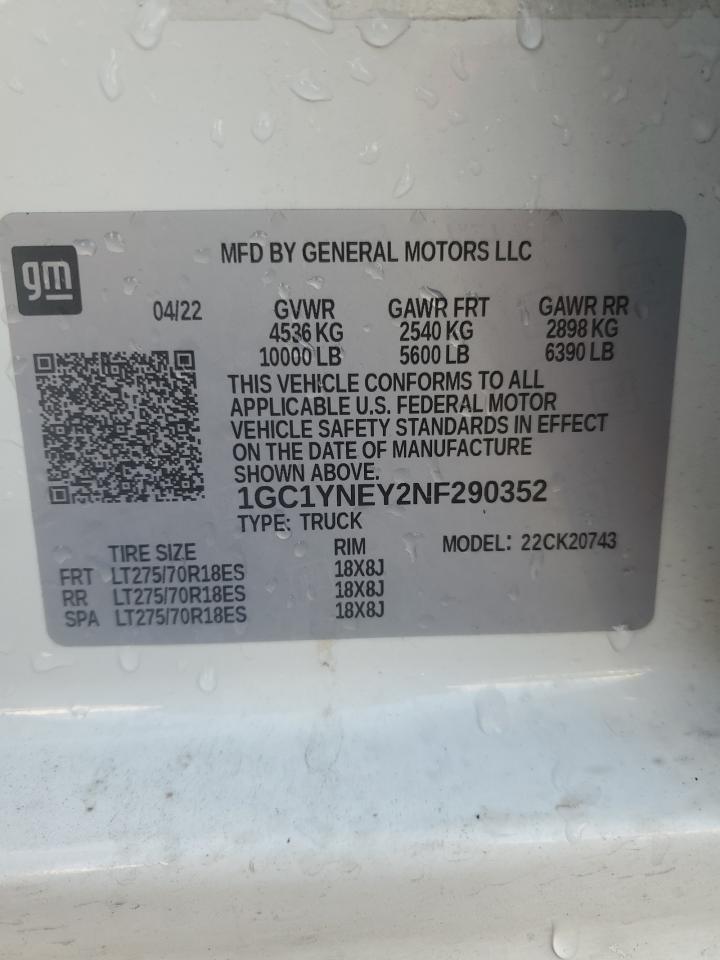 MFD BY GENERAL MOTORS LLC
gm
04/22 GVWR GAWR FRT GAWR RR
4536 KG 2540 KG 2898 KG
10000 LB 5600 LB 6390 LB
THIS VEHICLE CONFORMS TO ALL
APPLICABLE U.S. FEDERAL MOTOR
VEHICLE SAFETY STANDARDS IN EFFECT
ON THE DATE OF MANUFACTURE
SHOWN ABOVE.
1GC1YNEY2NF290352
TYPE: TRUCK
TIRE SIZE RIM MODEL: 22CK20743
FRT LT275/70R18ES 18X8J
RR LT275/70R18ES 18X8J
SPA LT275/70R18ES 18X8J